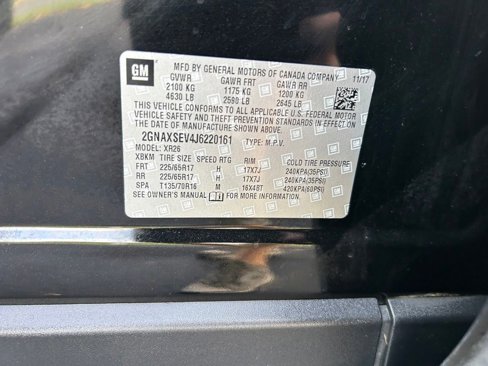 GM
MFD BY GENERAL MOTORS OF CANADA COMPANY 11/17
GVWR GAWR FRT GAWR RR
2100 KG 1175 KG 1200 KG
4630 LB 2590 LB 2645 LB
THIS VEHICLE CONFORMS TO ALL APPLICABLE U.S. FEDERAL MOTOR
VEHICLE SAFETY AND THEFT PREVENTION STANDARDS IN
EFFECT ON THE DATE OF MANUFACTURE SHOWN ABOVE.
2GNAXSEV4J6220161 TYPE: M.P.V.
MODEL: XR26
XBKM TIRE SIZE SPEED RTG RIM COLD TIRE PRESSURE
FRT 225/65R17 H 17X7J 240KPA(35PSI)
RR 225/65R17 H 17X7J 240KPA(35PSI)
SPA T135/70R16 M 16X4BT 420KPA(60PSI)
SEE OWNER'S MANUAL FOR MORE INFORMATION